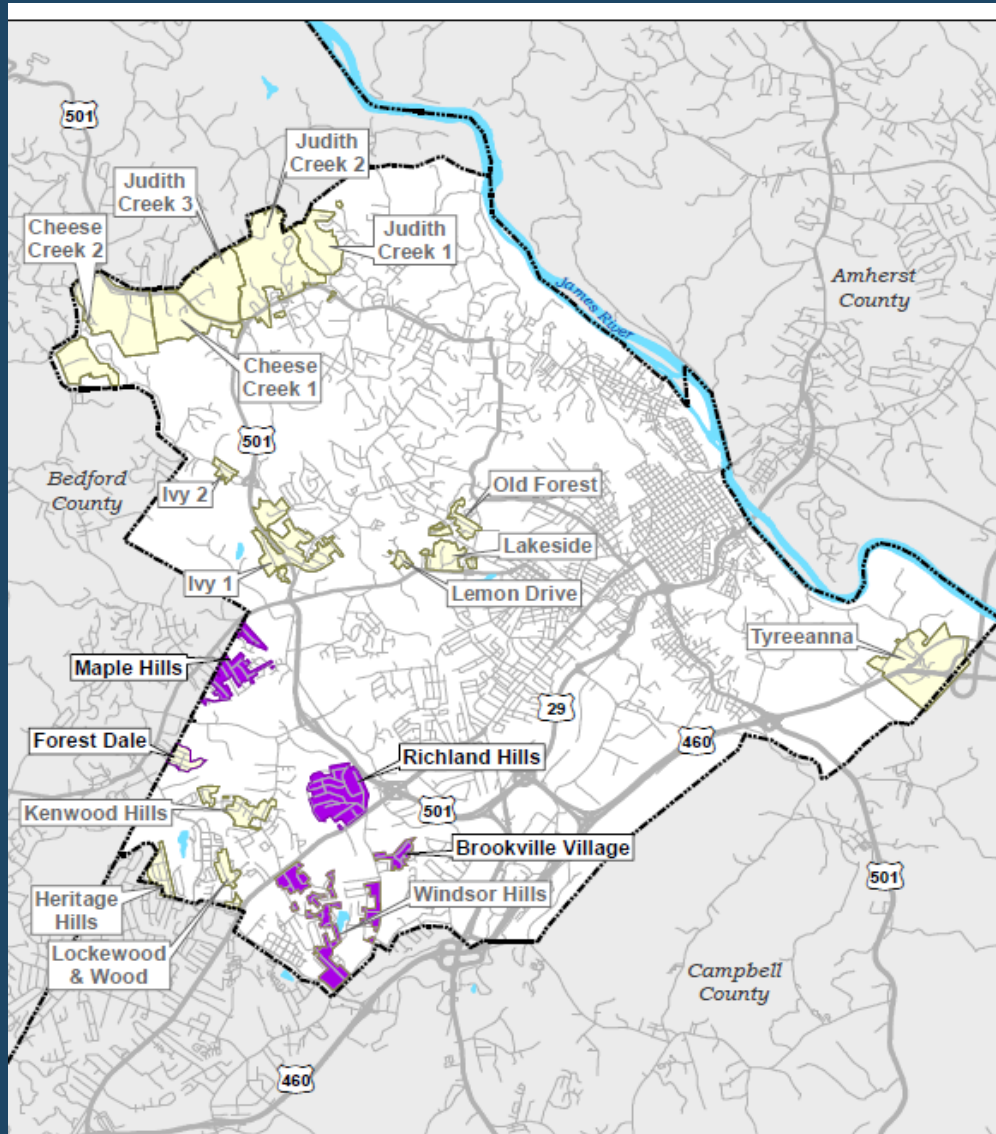 501
Judith
Creek 2
Judith
Creek 3
Cheese
Creek 2
Judith
Creek 1
Amherst
County
James River
Cheese
Creek 1
501
Bedford
County
Ivy 2
Old Forest
Lakeside
Ivy 1
Lemon Drive
Tyreeanna
Maple Hills
29
Forest Dale
460
Richland Hills
Kenwood Hills
501
Brookville Village
501
Heritage
Hills
Windsor Hills
Lockewood
& Wood
Campbell
County
460